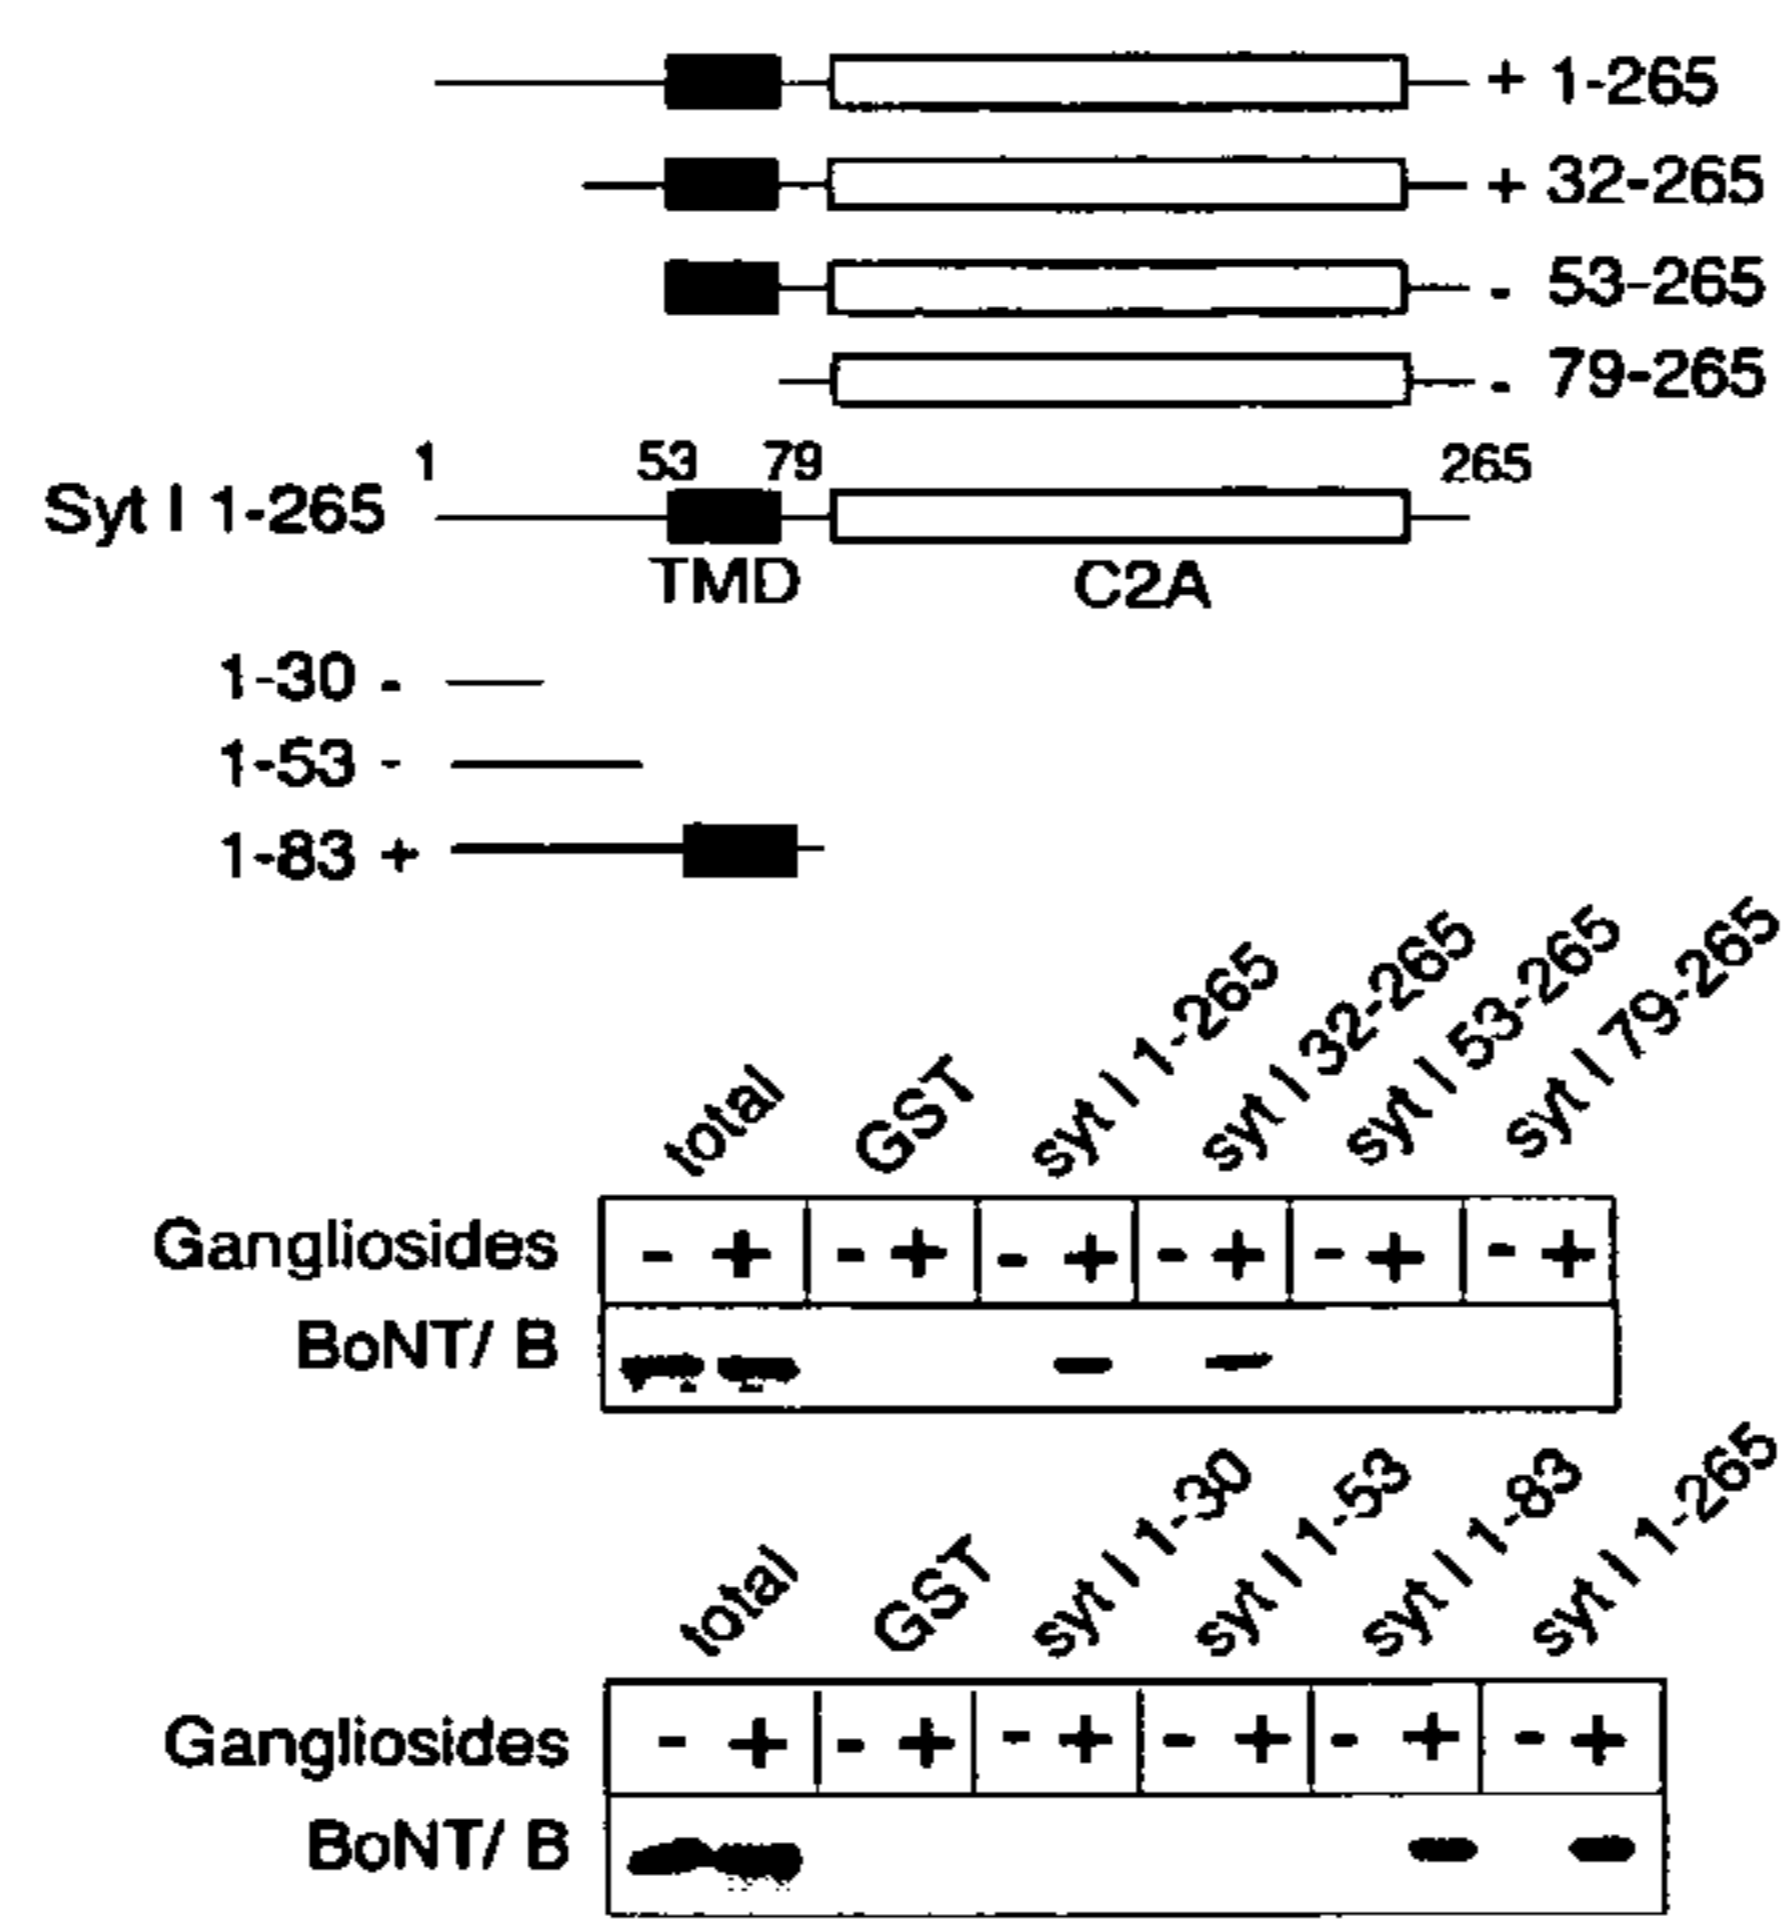 + 1-265
+ 32-265
- 53-265
- 79-265
1 53 79 265
Syt I 1-265
TMD C2A
1-30 -
1-53 -
1-83 +
total GST syt I 1-265 syt I 32-265 syt I 53-265 syt I 79-265
Gangliosides - + - + - + - + - + - +
BoNT/ B
total GST syt I 1-30 syt I 1-53 syt I 1-83 syt I 1-265
Gangliosides - + - + - + - + - + - +
BoNT/ B